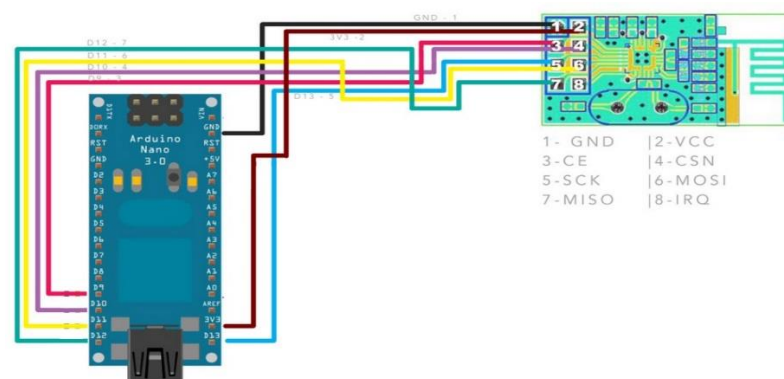 GND - 1
3V3 -2
D12 - 7
D11 - 6
D10 - 4
D9 - 3
D13 - 5
1 2
3 4
5 6
7 8
D1TX VIN
D0RX GND
RST RST
GND +5V
D2 A7
D3 A6
D4 A5
D5 A4
D6 A3
D7 A2
D8 A1
D9 A0
D10 AREF
D11 3V3
D12 D13
Arduino
Nano
3.0
1- GND |2-VCC
3-CE |4-CSN
5-SCK |6-MOSI
7-MISO |8-IRQ